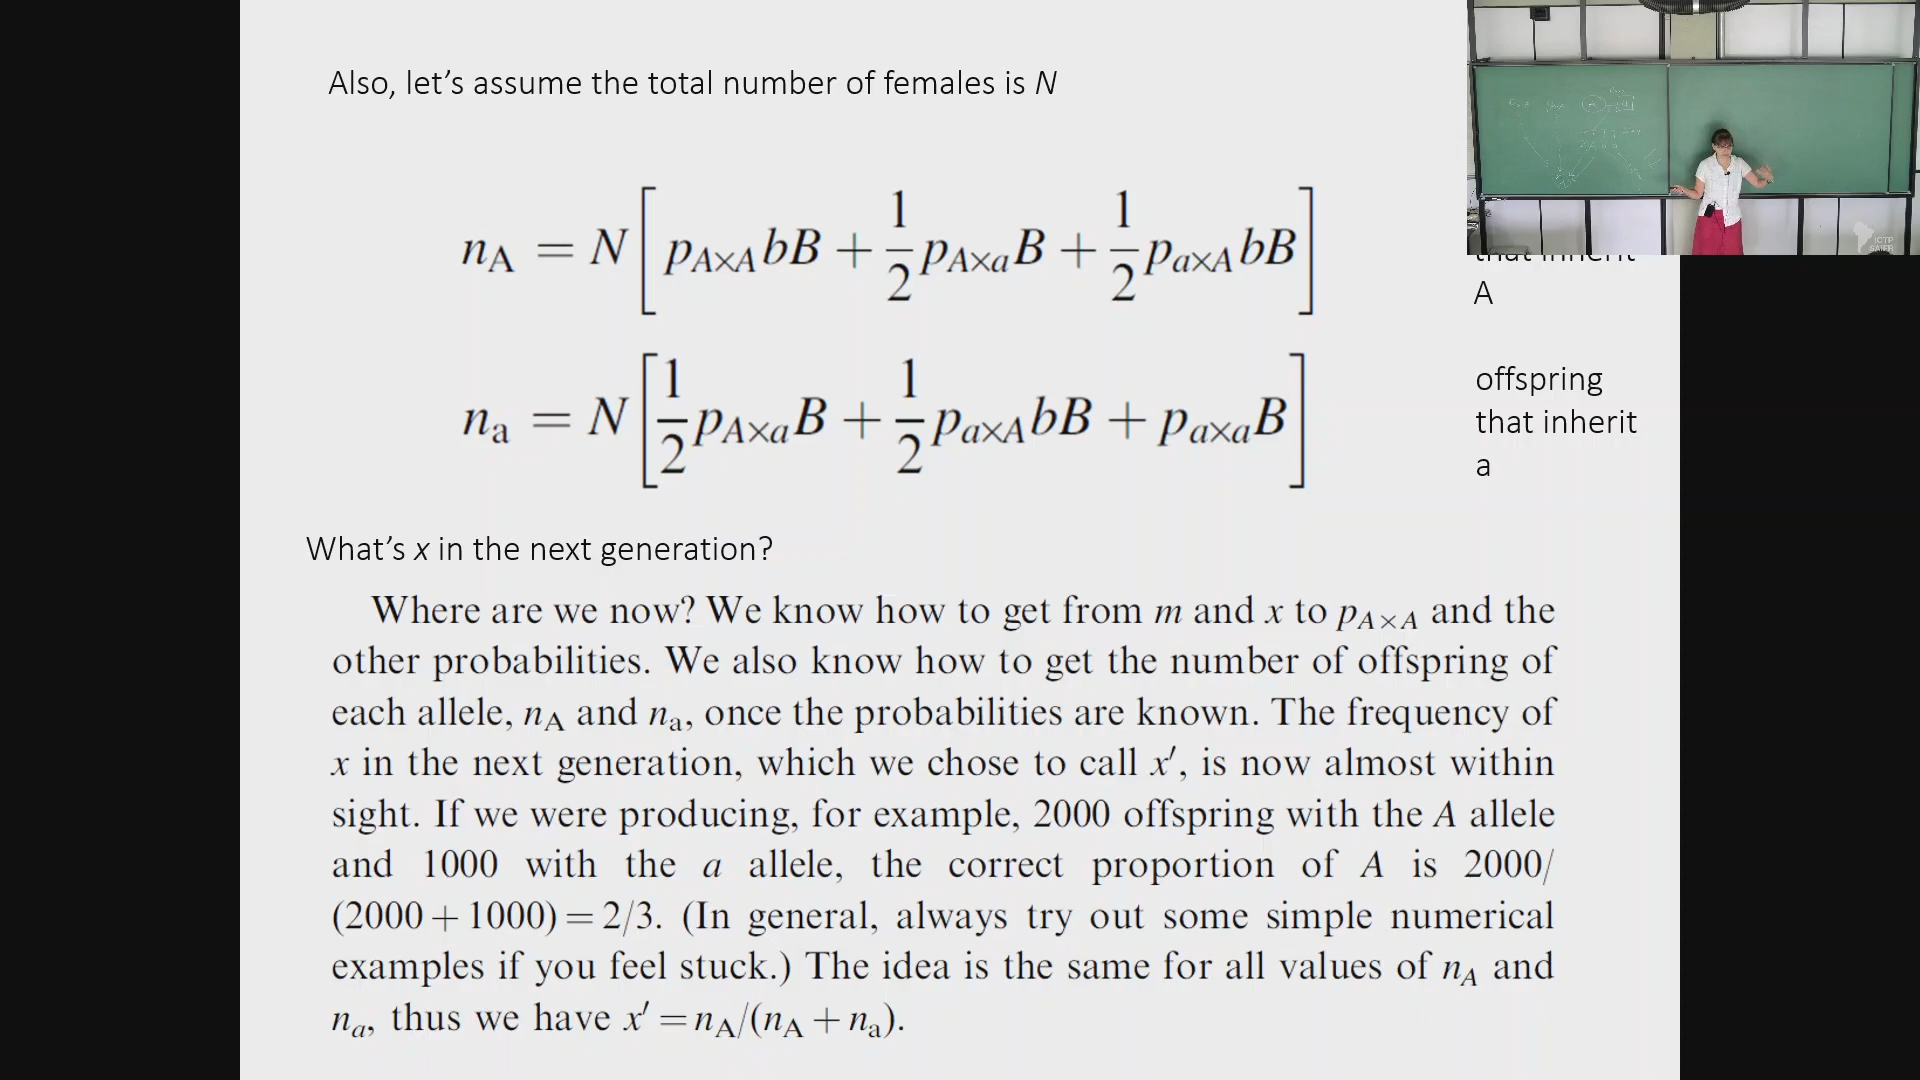 Also, let's assume the total number of females is N
n_A = N[ p_{A×A}bB + 1/2 p_{A×a}B + 1/2 p_{a×A}bB ]
that inherit
A
n_a = N[ 1/2 p_{A×a}B + 1/2 p_{a×A}bB + p_{a×a}B ]
offspring
that inherit
a
What's x in the next generation?
Where are we now? We know how to get from m and x to p_{A×A} and the
other probabilities. We also know how to get the number of offspring of
each allele, n_A and n_a, once the probabilities are known. The frequency of
x in the next generation, which we chose to call x′, is now almost within
sight. If we were producing, for example, 2000 offspring with the A allele
and 1000 with the a allele, the correct proportion of A is 2000/
(2000 + 1000) = 2/3. (In general, always try out some simple numerical
examples if you feel stuck.) The idea is the same for all values of n_A and
n_a, thus we have x′ = n_A/(n_A + n_a).
ICTP
SAIFR